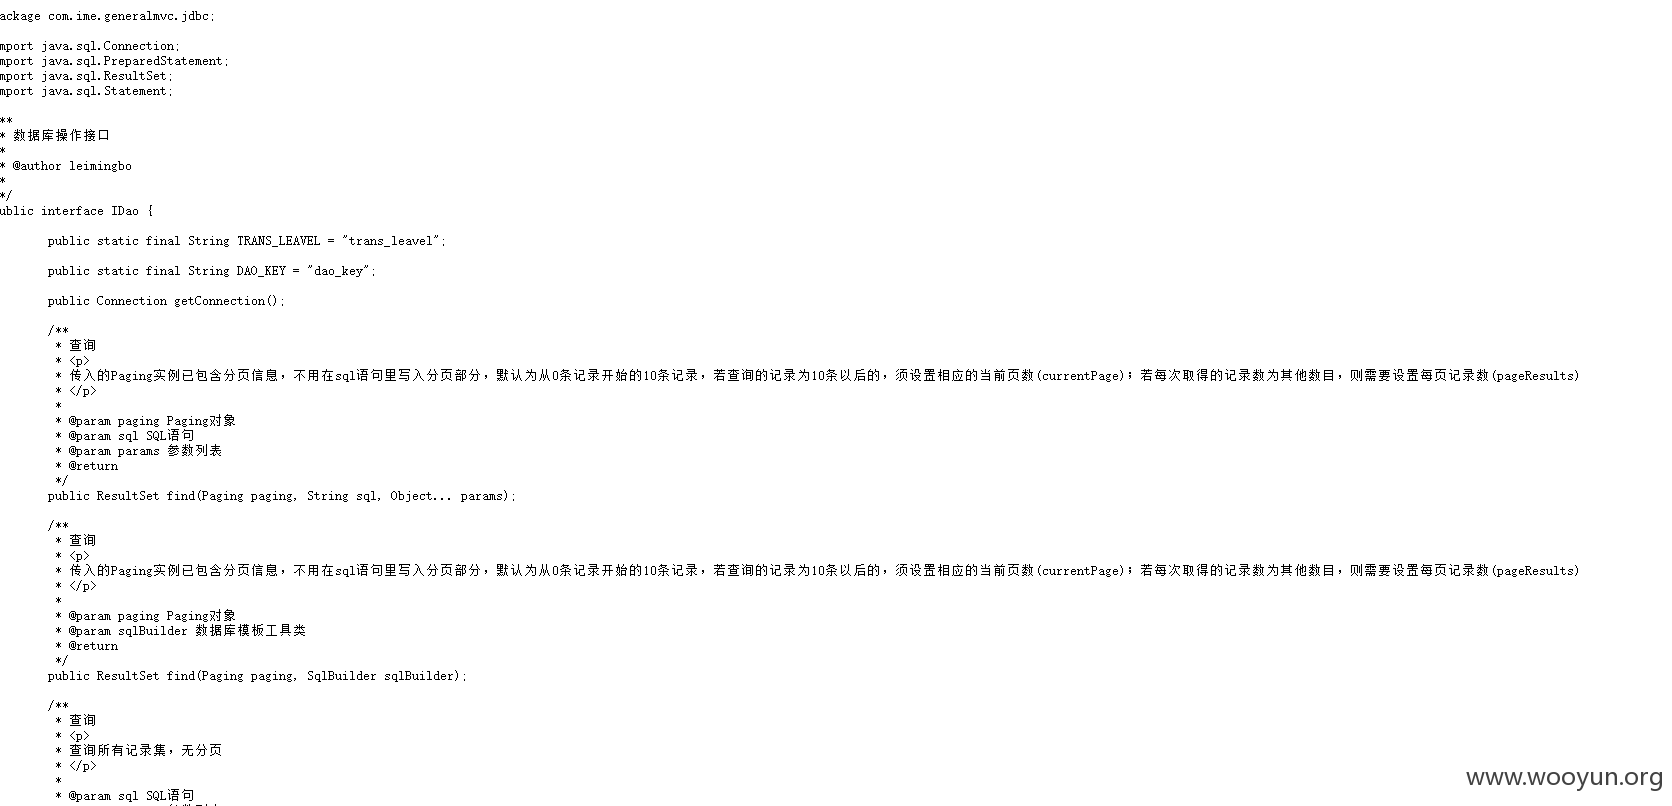 ackage com.ime.generalmvc.jdbc;
mport java.sql.Connection;
mport java.sql.PreparedStatement;
mport java.sql.ResultSet;
mport java.sql.Statement;
**
* 数据库操作接口
*
* @author leimingbo
*
*/
ublic interface IDao {
public static final String TRANS_LEAVEL = "trans_leavel";
public static final String DAO_KEY = "dao_key";
public Connection getConnection();
/**
* 查询
* <p>
* 传入的Paging实例已包含分页信息，不用在sql语句里写入分页部分，默认为从0条记录开始的10条记录，若查询的记录为10条以后的，须设置相应的当前页数(currentPage)；若每次取得的记录数为其他数目，则需要设置每页记录数(pageResults)
* </p>
*
* @param paging Paging对象
* @param sql SQL语句
* @param params 参数列表
* @return
*/
public ResultSet find(Paging paging, String sql, Object... params);
/**
* 查询
* <p>
* 传入的Paging实例已包含分页信息，不用在sql语句里写入分页部分，默认为从0条记录开始的10条记录，若查询的记录为10条以后的，须设置相应的当前页数(currentPage)；若每次取得的记录数为其他数目，则需要设置每页记录数(pageResults)
* </p>
*
* @param paging Paging对象
* @param sqlBuilder 数据库模板工具类
* @return
*/
public ResultSet find(Paging paging, SqlBuilder sqlBuilder);
/**
* 查询
* <p>
* 查询所有记录集，无分页
* </p>
*
* @param sql SQL语句
www.wooyun.org